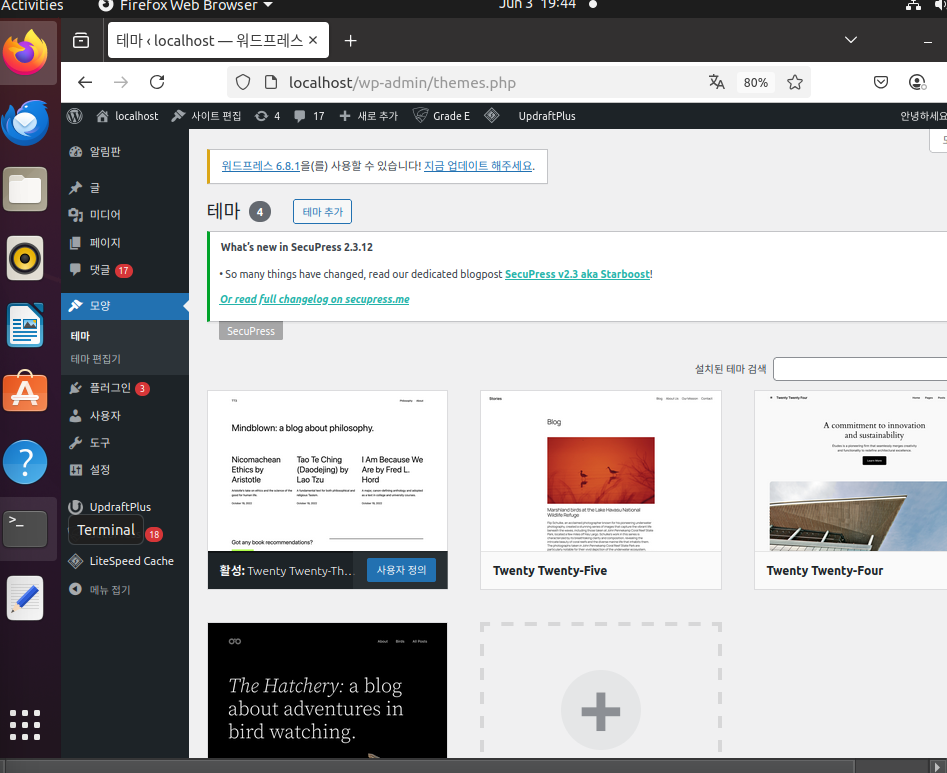 Activities
Firefox Web Browser
Jun 3 19:44
테마 ‹ localhost — 워드프레스
localhost/wp-admin/themes.php
80%
localhost
사이트 편집
4
17
새로 추가
Grade E
UpdraftPlus
안녕하세요
알림판
글
미디어
페이지
댓글 17
모양
테마
테마 편집기
플러그인 3
사용자
도구
설정
UpdraftPlus
Terminal
18
LiteSpeed Cache
메뉴 접기
워드프레스 6.8.1을(를) 사용할 수 있습니다! 지금 업데이트 해주세요.
테마 4 테마 추가
What's new in SecuPress 2.3.12
• So many things have changed, read our dedicated blogpost SecuPress v2.3 aka Starboost!
Or read full changelog on secupress.me
SecuPress
설치된 테마 검색
Mindblown: a blog about philosophy.
Nicomachean Ethics by Aristotle
Tao Te Ching (Daodejing) by Lao Tzu
I Am Because We Are by Fred L. Hord
Got any book recommendations?
활성: Twenty Twenty-Th...
사용자 정의
Stories
Blog
Marshland birds at the Lake Havasu National Wildlife Refuge
Twenty Twenty-Five
Twenty Twenty-Four
A commitment to innovation
and sustainability
Twenty Twenty-Four
About Birds All Posts
The Hatchery: a blog
about adventures in
bird watching.